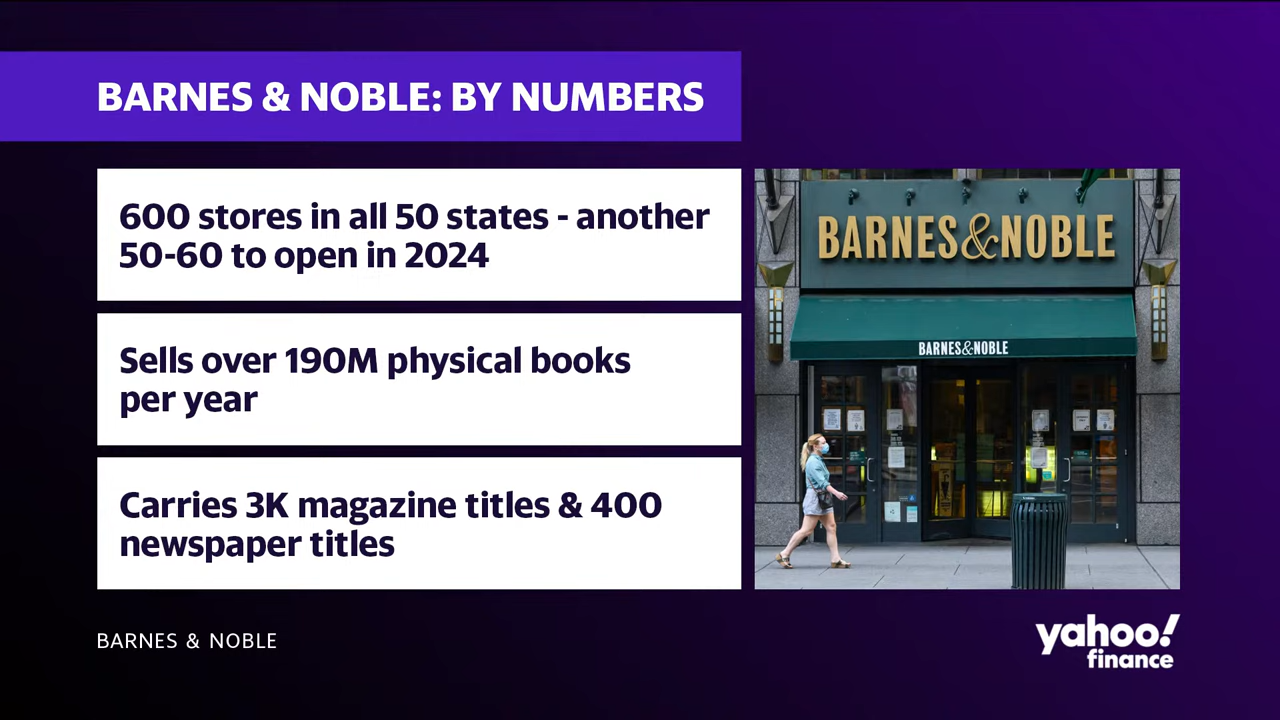 BARNES & NOBLE: BY NUMBERS
600 stores in all 50 states - another
50-60 to open in 2024
Sells over 190M physical books
per year
Carries 3K magazine titles & 400
newspaper titles
BARNES&NOBLE
BARNES&NOBLE
BARNES & NOBLE
yahoo!
finance